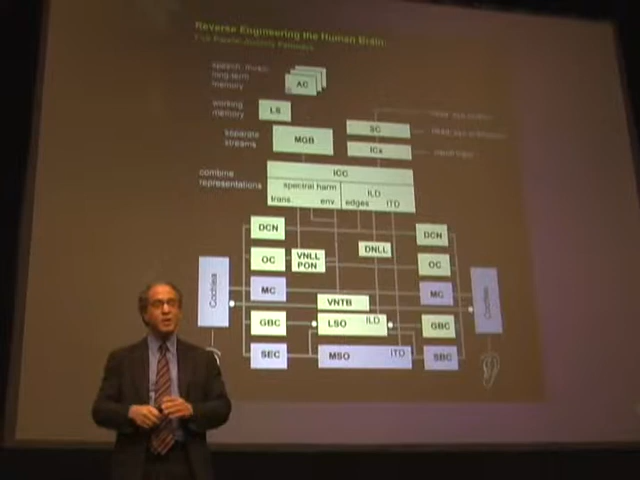 Reverse Engineering the Human Brain:
speech, music
long-term
memory
AC
working
memory
LS
separate
streams
MGB
SC
ICx
combine
representations
ICC
spectral harm
trans.
env.
ILD
edges
ITD
DCN
DCN
OC
VNLL
PON
DNLL
OC
Cochlea
MC
MC
Cochlea
VNTB
GBC
LSO
ILD
GBC
SEC
MSO
ITD
SBC